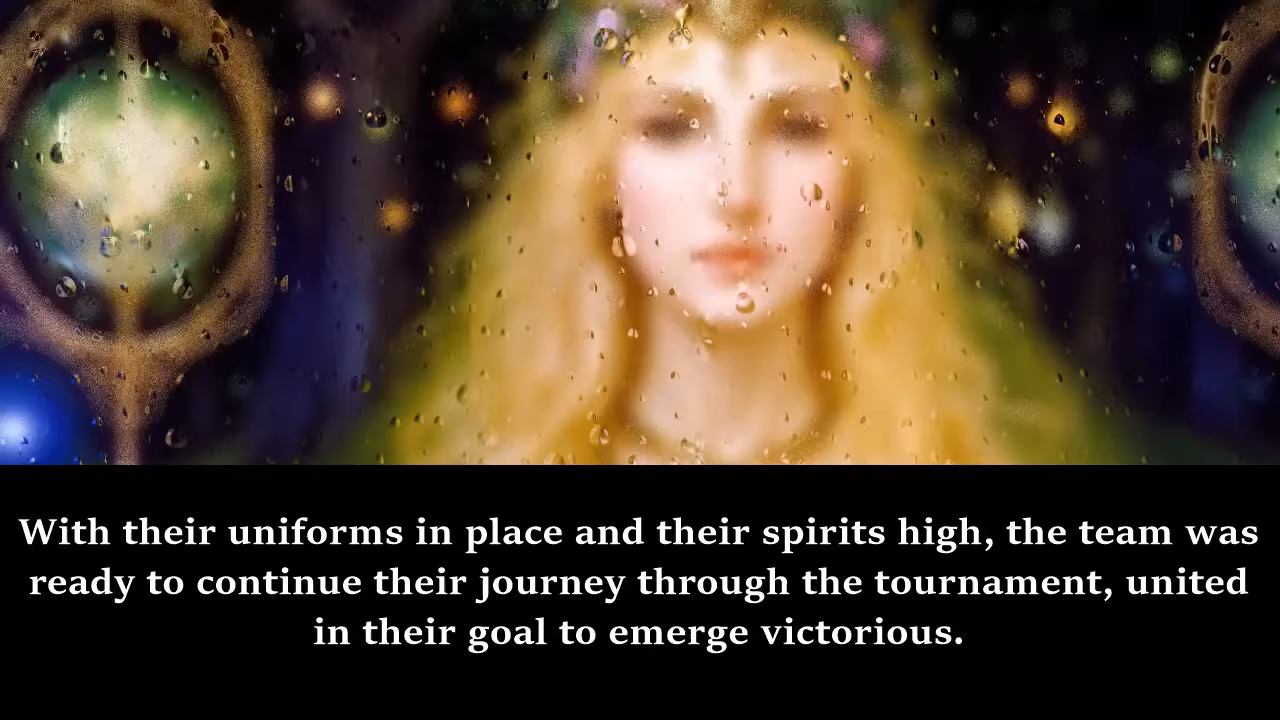 With their uniforms in place and their spirits high, the team was
ready to continue their journey through the tournament, united
in their goal to emerge victorious.